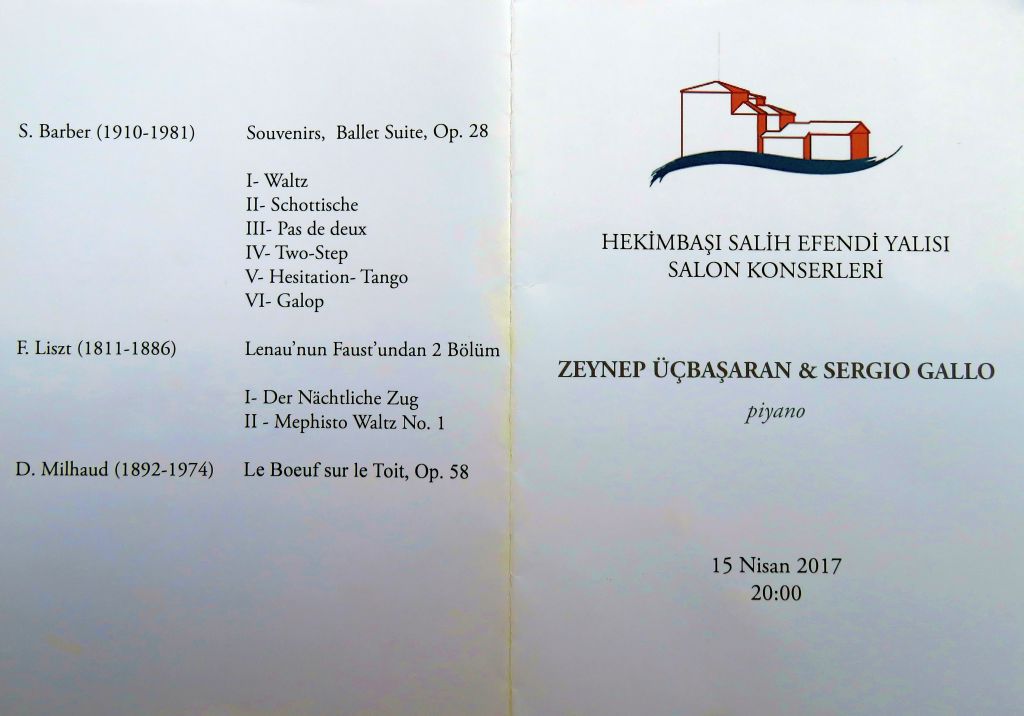 S. Barber (1910-1981) Souvenirs, Ballet Suite, Op. 28
I- Waltz
II- Schottische
III- Pas de deux
IV- Two-Step
V- Hesitation- Tango
VI- Galop
F. Liszt (1811-1886) Lenau'nun Faust'undan 2 Bölüm
I- Der Nächtliche Zug
II - Mephisto Waltz No. 1
D. Milhaud (1892-1974) Le Boeuf sur le Toit, Op. 58
HEKİMBAŞI SALİH EFENDİ YALISI
SALON KONSERLERİ
ZEYNEP ÜÇBAŞARAN & SERGIO GALLO
piyano
15 Nisan 2017
20:00